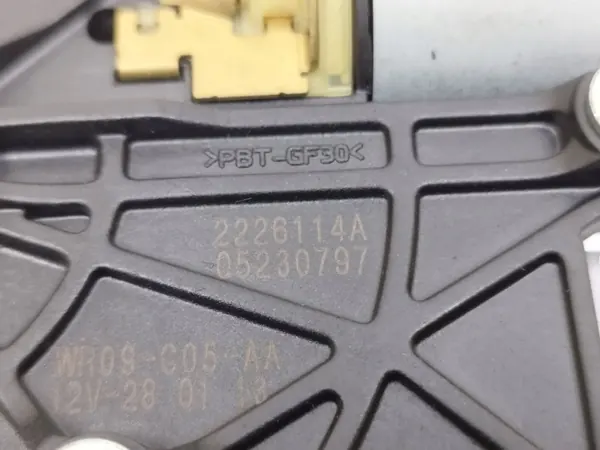 >PBT-GF30<
2226114A
05230797
WR09-C05-AA
12V-28 01 13